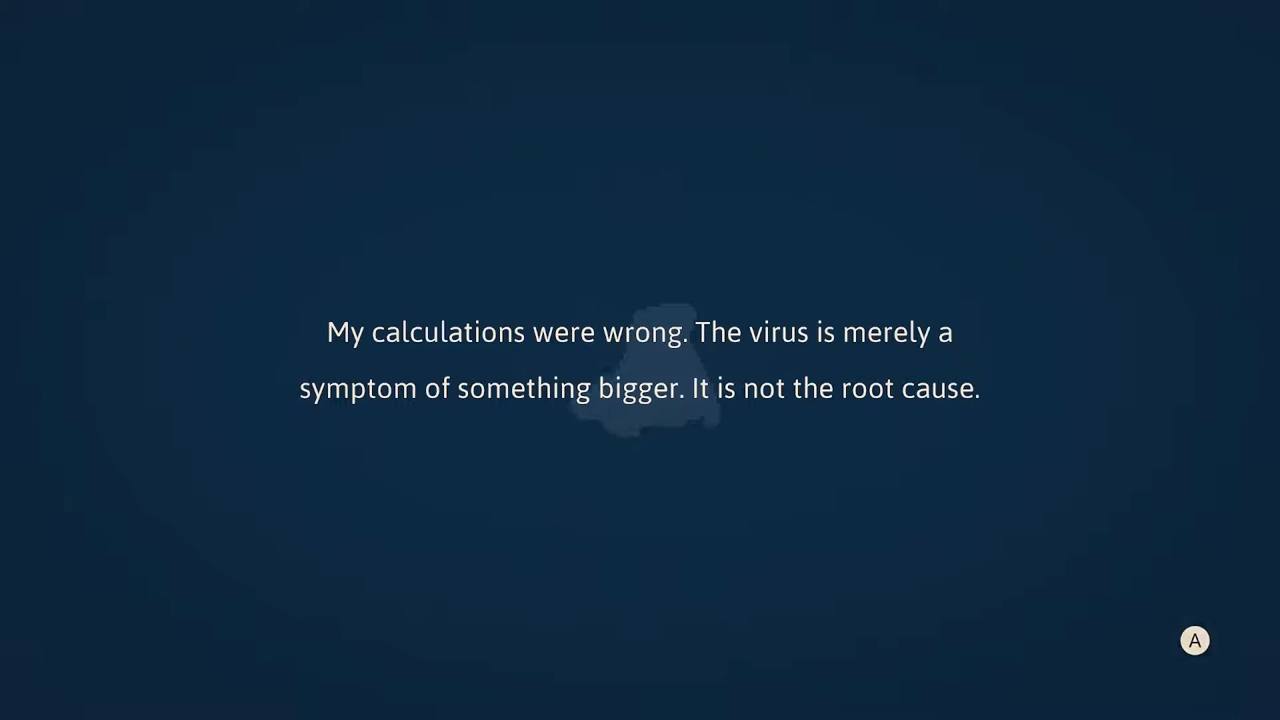 My calculations were wrong. The virus is merely a
symptom of something bigger. It is not the root cause.
A